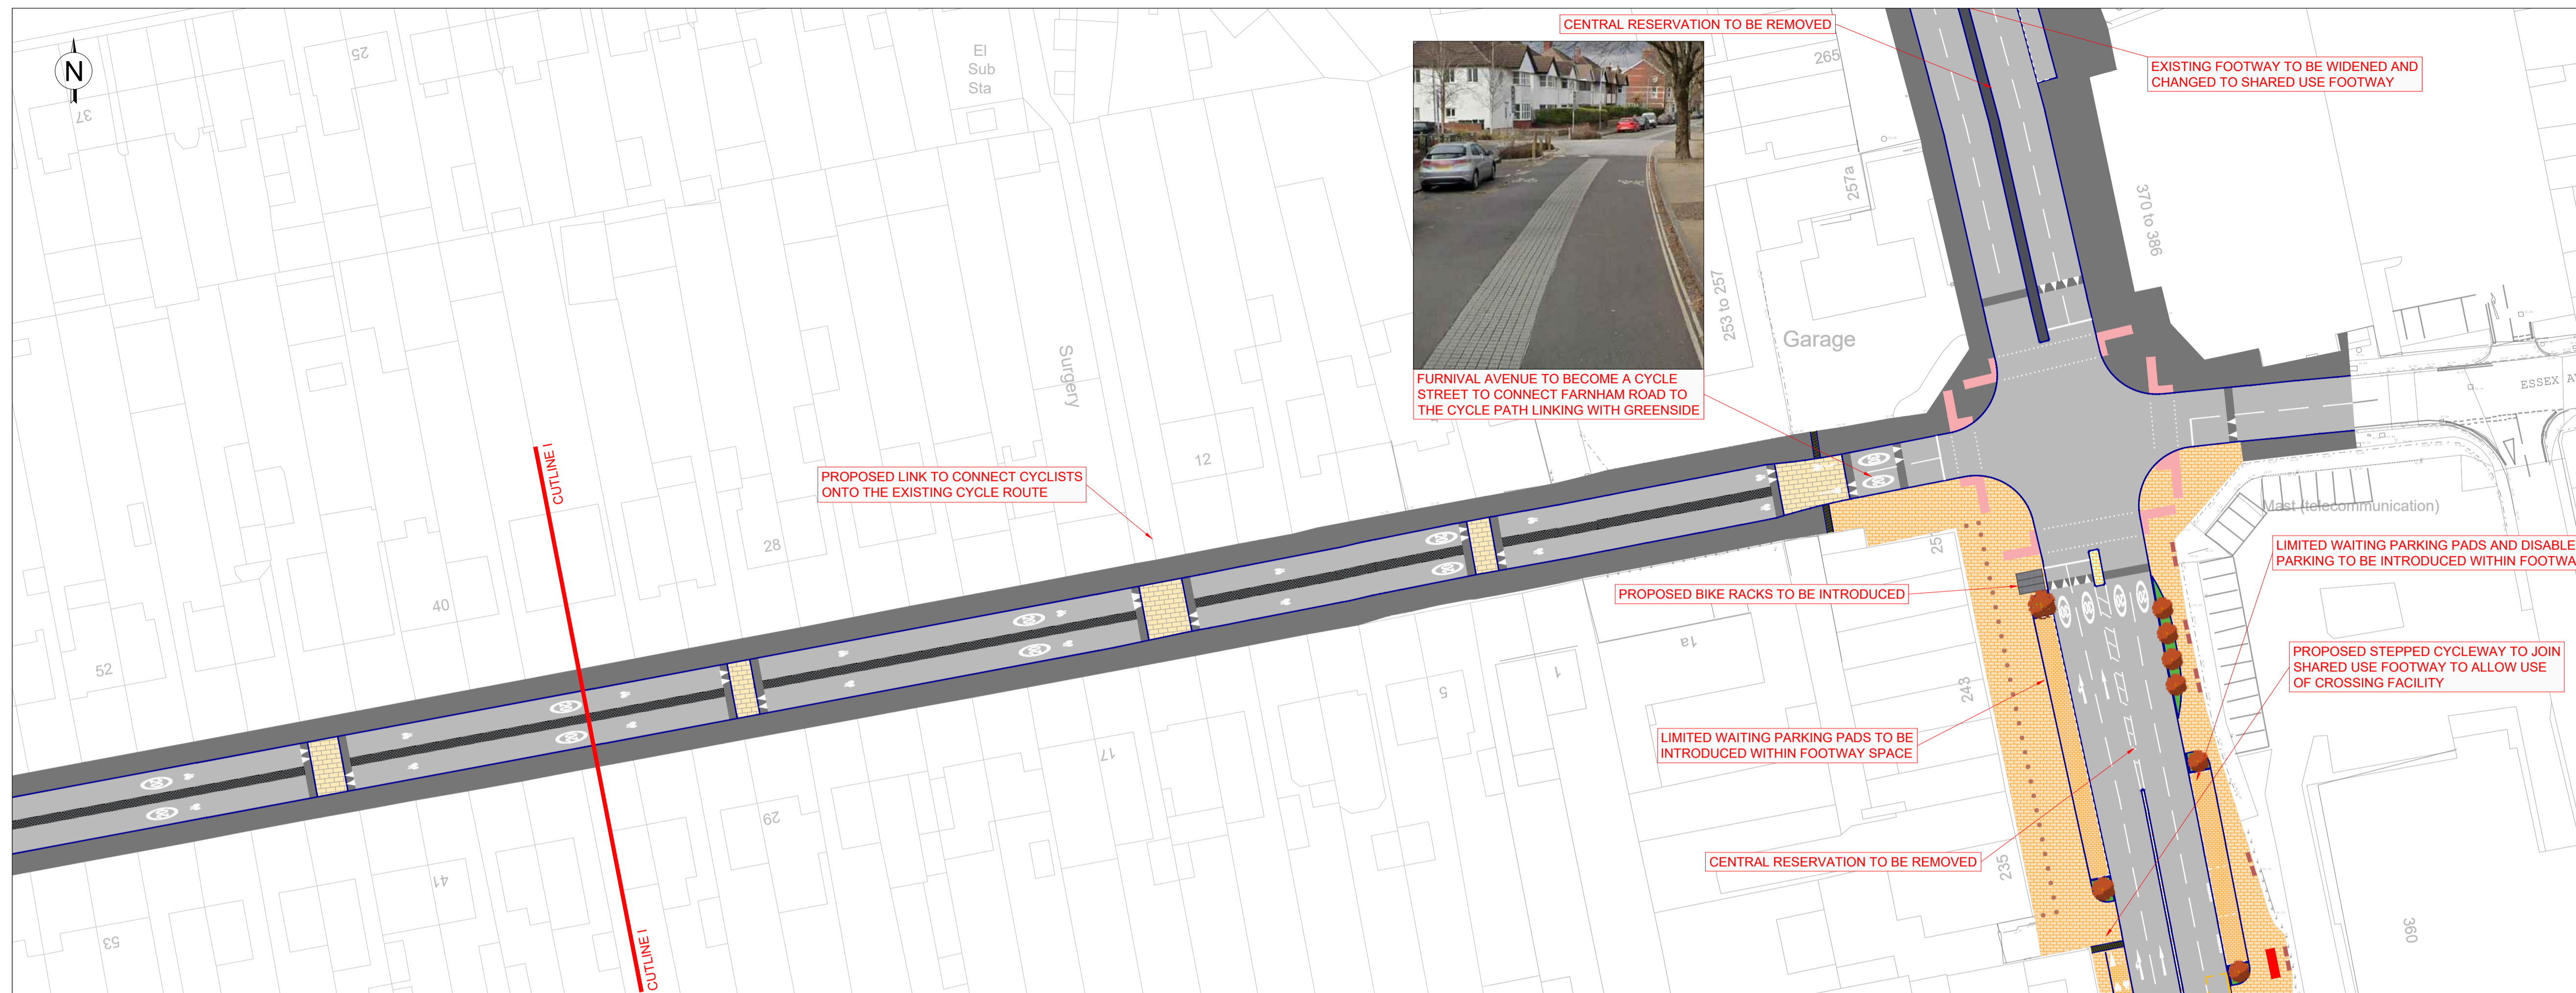 CENTRAL RESERVATION TO BE REMOVED
EXISTING FOOTWAY TO BE WIDENED AND
CHANGED TO SHARED USE FOOTWAY
N
25
37
El
Sub
Sta
265
257a
253 to 257
370 to 386
Garage
ESSEX
FURNIVAL AVENUE TO BECOME A CYCLE
STREET TO CONNECT FARNHAM ROAD TO
THE CYCLE PATH LINKING WITH GREENSIDE
Surgery
12
PROPOSED LINK TO CONNECT CYCLISTS
ONTO THE EXISTING CYCLE ROUTE
CUTLINE I
28
40
52
Mast (telecommunication)
LIMITED WAITING PARKING PADS AND DISABLE
PARKING TO BE INTRODUCED WITHIN FOOTWA
PROPOSED BIKE RACKS TO BE INTRODUCED
1a
1
5
17
29
41
53
243
PROPOSED STEPPED CYCLEWAY TO JOIN
SHARED USE FOOTWAY TO ALLOW USE
OF CROSSING FACILITY
LIMITED WAITING PARKING PADS TO BE
INTRODUCED WITHIN FOOTWAY SPACE
CENTRAL RESERVATION TO BE REMOVED
235
390
CUTLINE I